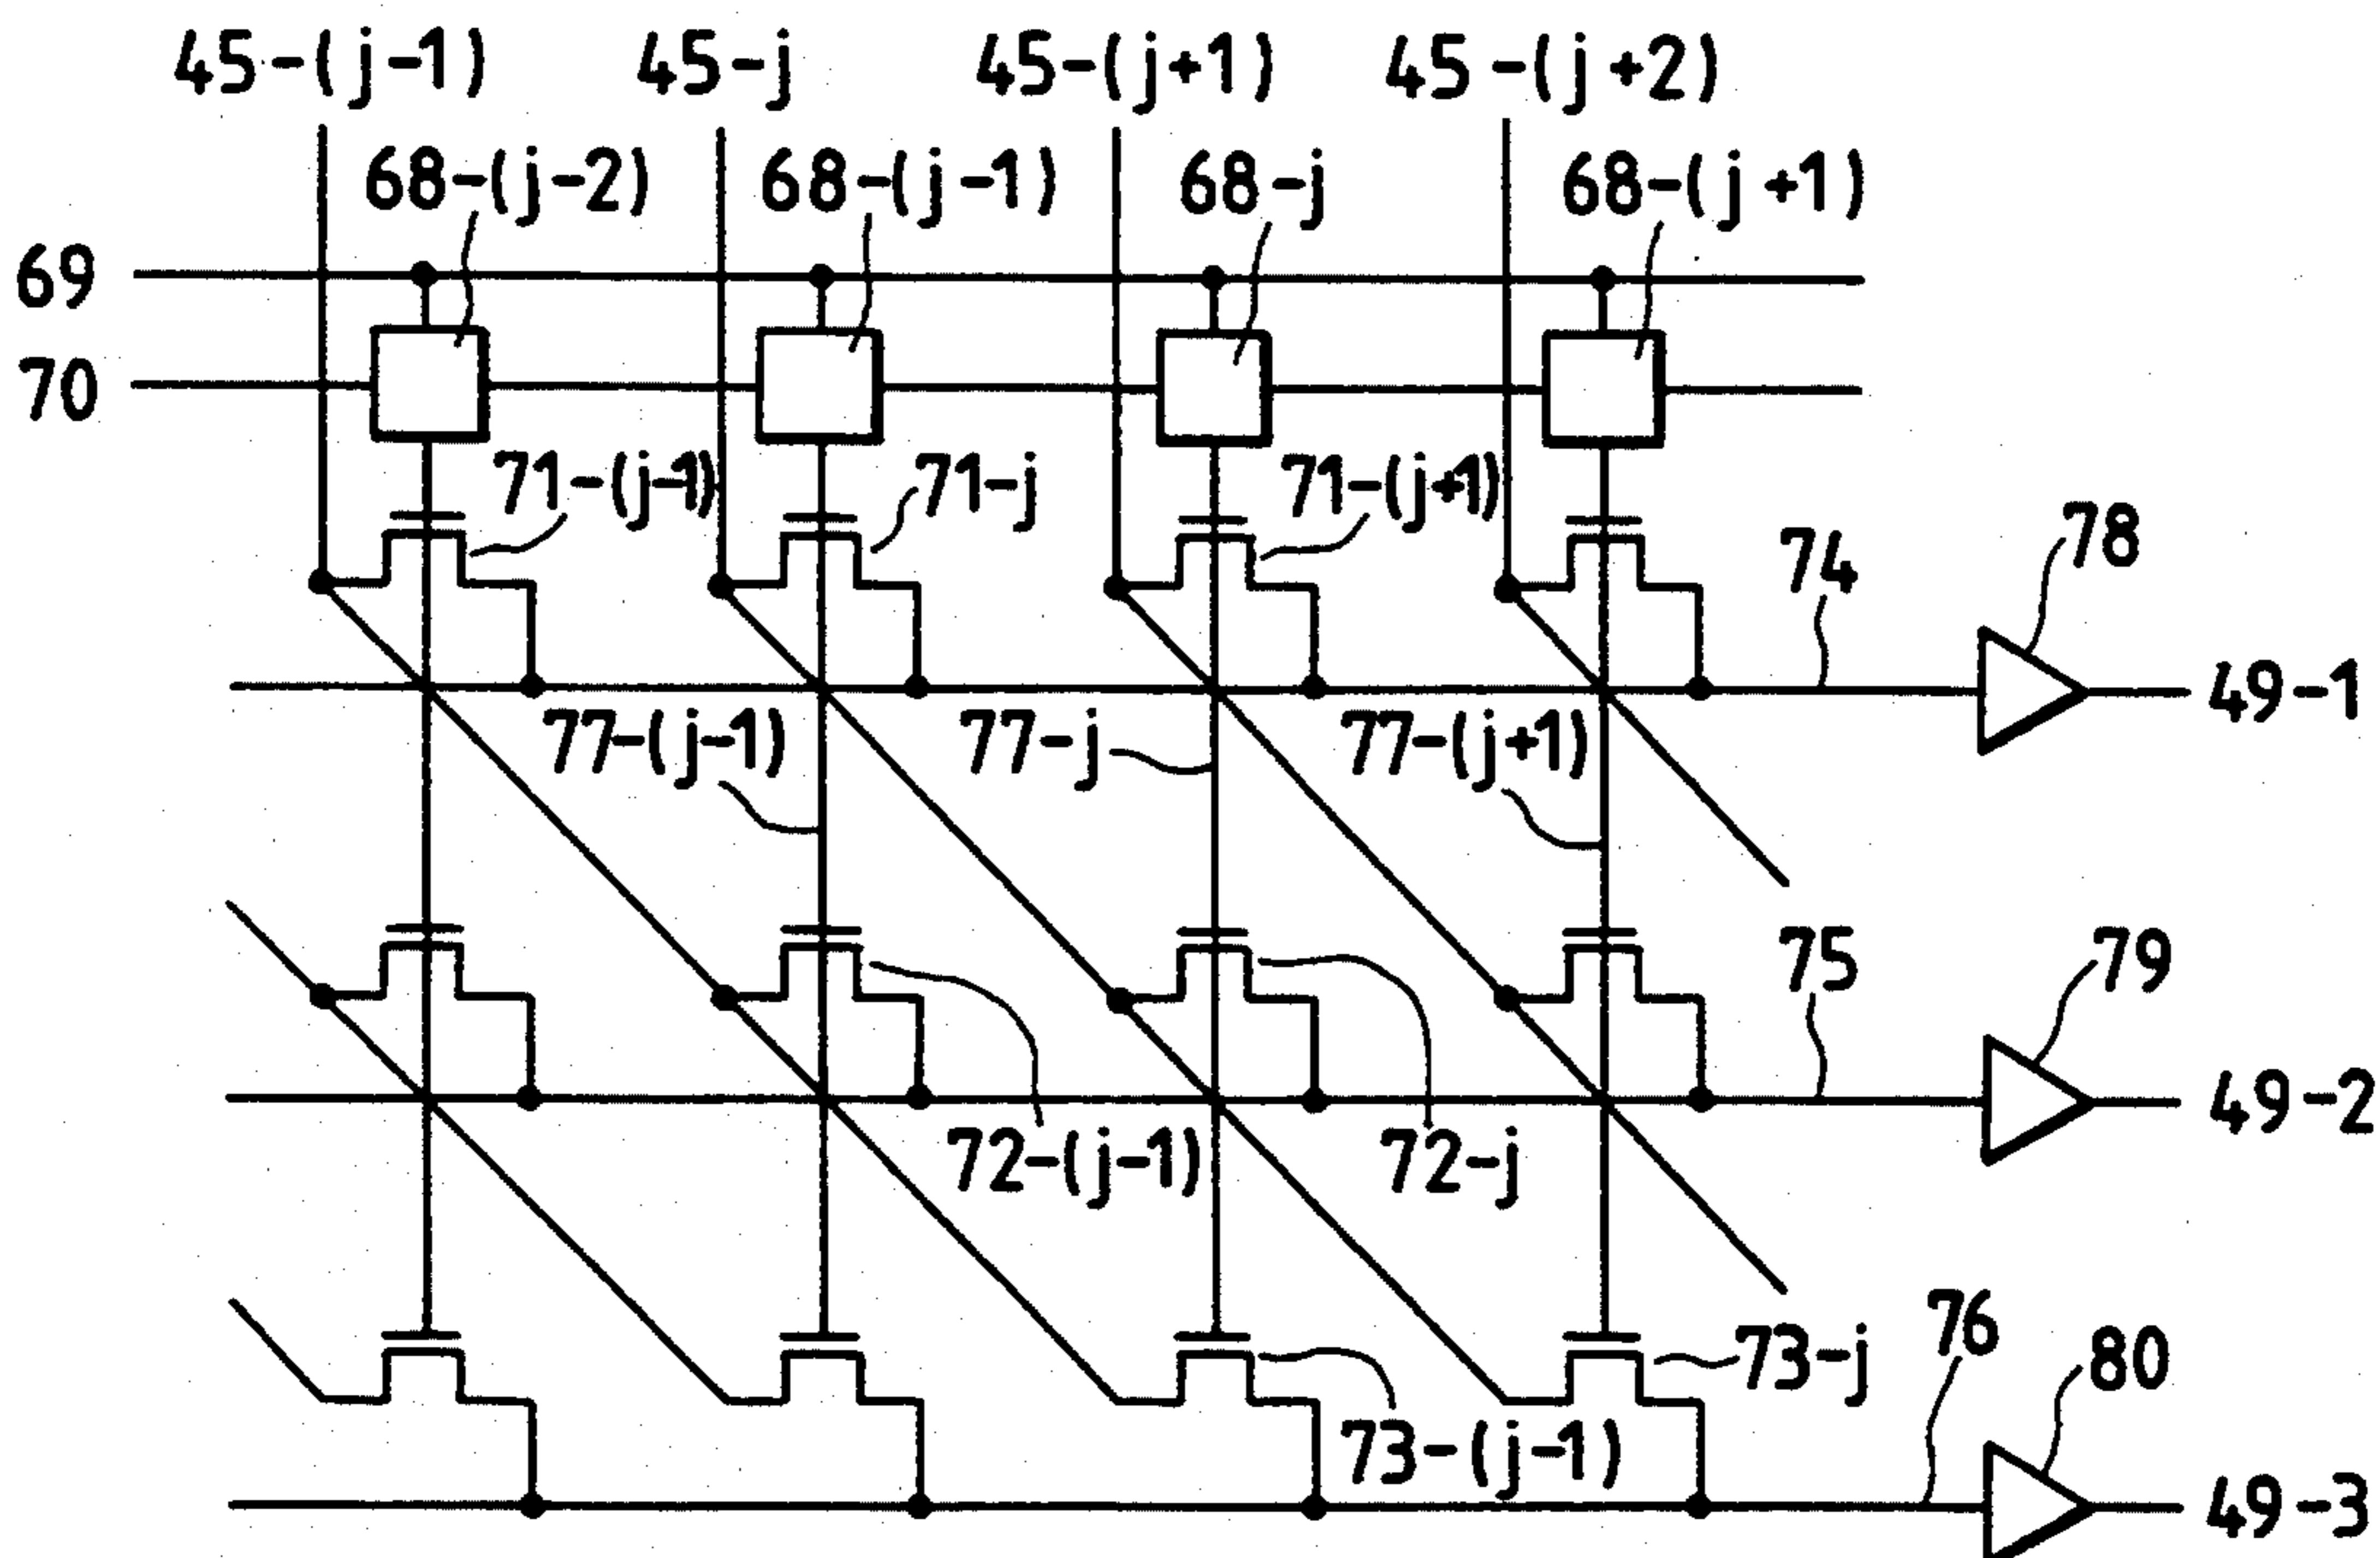 45-(j-1) 45-j 45-(j+1) 45-(j+2)
68-(j-2) 68-(j-1) 68-j 68-(j+1)
69
70
71-(j-1) 71-j 71-(j+1)
74 78
49-1
77-(j-1) 77-j 77-(j+1)
75 79
49-2
72-(j-1) 72-j
76 80
73-j
73-(j-1)
49-3